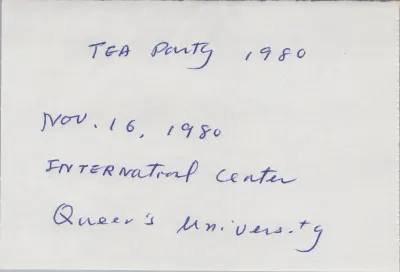 TEA Party 1980
NOV. 16, 1980
INTERNATional Center
Queen's University